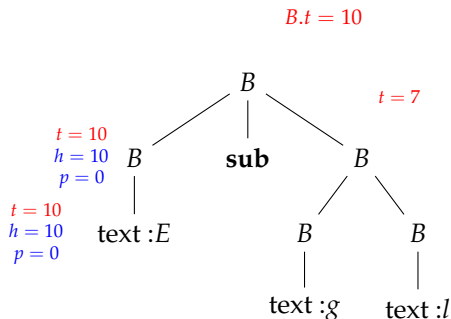 B.t = 10
B
t = 7
t = 10
h = 10
p = 0
B
sub
B
t = 10
h = 10
p = 0
text :E
B
B
text :g
text :l